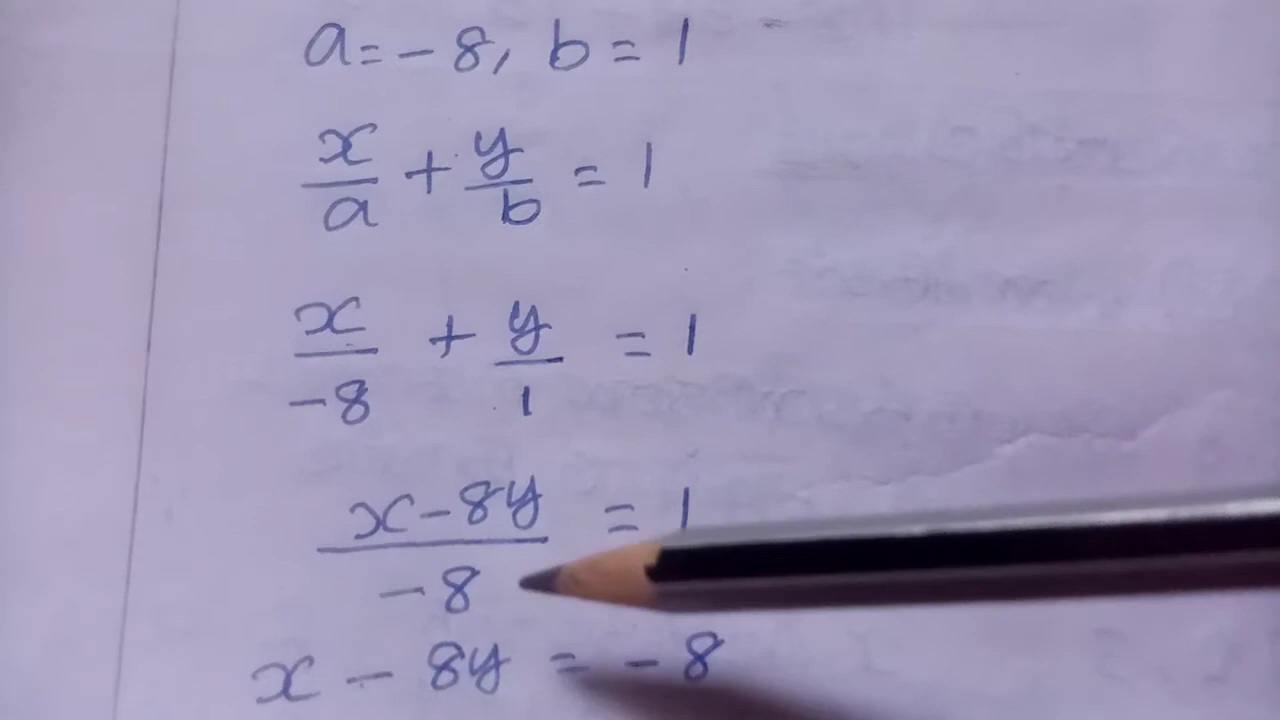 a = - 8, b = 1
x/a + y/b = 1
x/-8 + y/1 = 1
x - 8y/-8 = 1
x - 8y = - 8